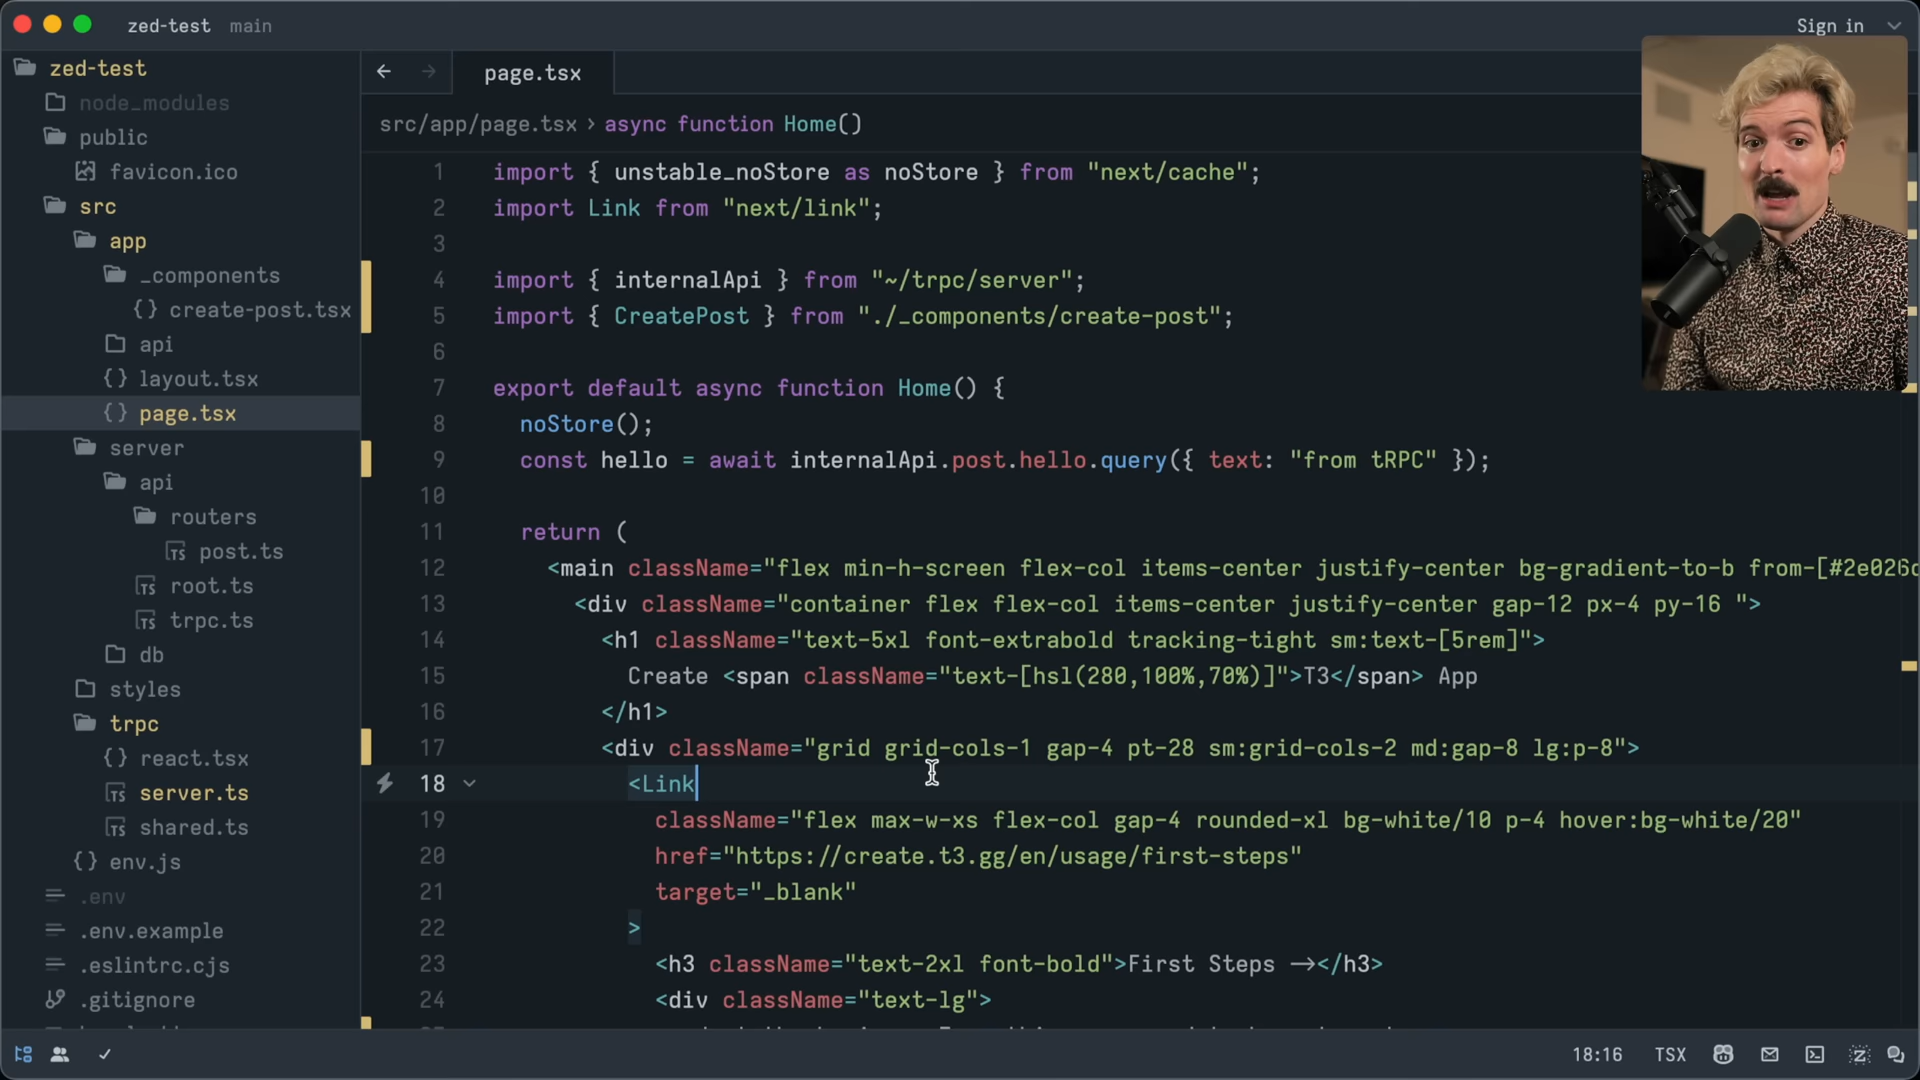 zed-test main
Sign in
zed-test
node_modules
public
favicon.ico
src
app
_components
create-post.tsx
api
layout.tsx
page.tsx
server
api
routers
TS post.ts
TS root.ts
TS trpc.ts
db
styles
trpc
react.tsx
TS server.ts
TS shared.ts
env.js
.env
.env.example
.eslintrc.cjs
.gitignore
page.tsx
src/app/page.tsx › async function Home()
1 import { unstable_noStore as noStore } from "next/cache";
2 import Link from "next/link";
3
4 import { internalApi } from "~/trpc/server";
5 import { CreatePost } from "./_components/create-post";
6
7 export default async function Home() {
8 noStore();
9 const hello = await internalApi.post.hello.query({ text: "from tRPC" });
10
11 return (
12 <main className="flex min-h-screen flex-col items-center justify-center bg-gradient-to-b from-[#2e026d
13 <div className="container flex flex-col items-center justify-center gap-12 px-4 py-16 ">
14 <h1 className="text-5xl font-extrabold tracking-tight sm:text-[5rem]">
15 Create <span className="text-[hsl(280,100%,70%)]">T3</span> App
16 </h1>
17 <div className="grid grid-cols-1 gap-4 pt-28 sm:grid-cols-2 md:gap-8 lg:p-8">
18 <Link
19 className="flex max-w-xs flex-col gap-4 rounded-xl bg-white/10 p-4 hover:bg-white/20"
20 href="https://create.t3.gg/en/usage/first-steps"
21 target="_blank"
22 >
23 <h3 className="text-2xl font-bold">First Steps →</h3>
24 <div className="text-lg">
18:16 TSX